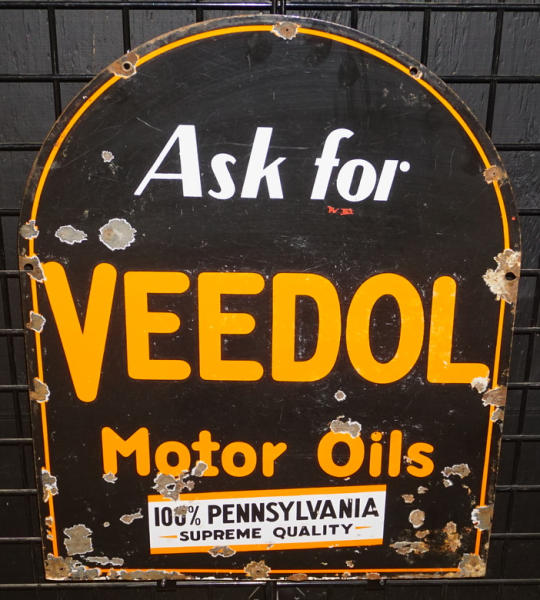 Ask for
VEEDOL
Motor Oils
100% PENNSYLVANIA
SUPREME QUALITY